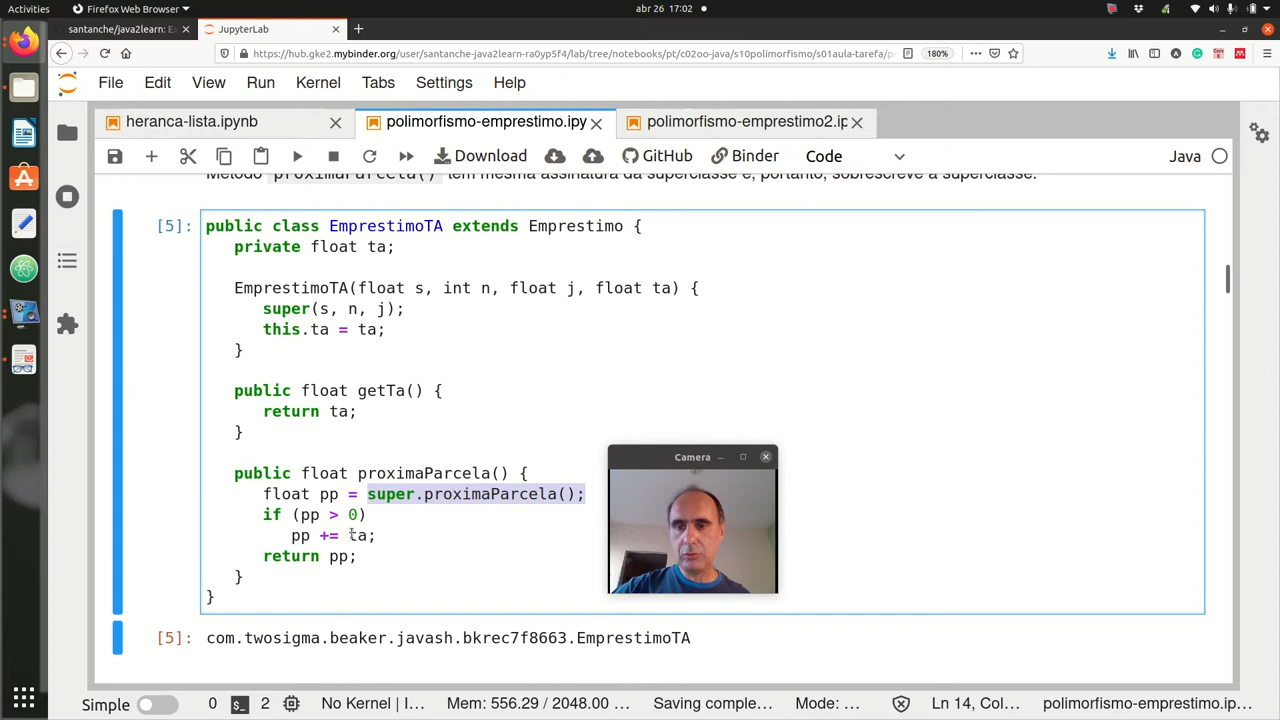 Activities
Firefox Web Browser
abr 26 17:02
santanche/java2learn: Ex
JupyterLab
https://hub.gke2.mybinder.org/user/santanche-java2learn-ra0yp5f4/lab/tree/notebooks/pt/c02oo-java/s10polimorfismo/s01aula-tarefa/p
180%
File Edit View Run Kernel Tabs Settings Help
heranca-lista.ipynb
polimorfismo-emprestimo.ipy
polimorfismo-emprestimo2.ip
Download
GitHub
Binder
Code
Java
Método proximaParcela() tem mesma assinatura da superclasse e, portanto, sobrescreve a superclasse.
[5]:
public class EmprestimoTA extends Emprestimo {
private float ta;
EmprestimoTA(float s, int n, float j, float ta) {
super(s, n, j);
this.ta = ta;
}
public float getTa() {
return ta;
}
public float proximaParcela() {
float pp = super.proximaParcela();
if (pp > 0)
pp += ta;
return pp;
}
}
Camera
[5]: com.twosigma.beaker.javash.bkrec7f8663.EmprestimoTA
Simple 0 2 No Kernel | I... Mem: 556.29 / 2048.00 ... Saving comple... Mode: ... Ln 14, Col... polimorfismo-emprestimo.ip...